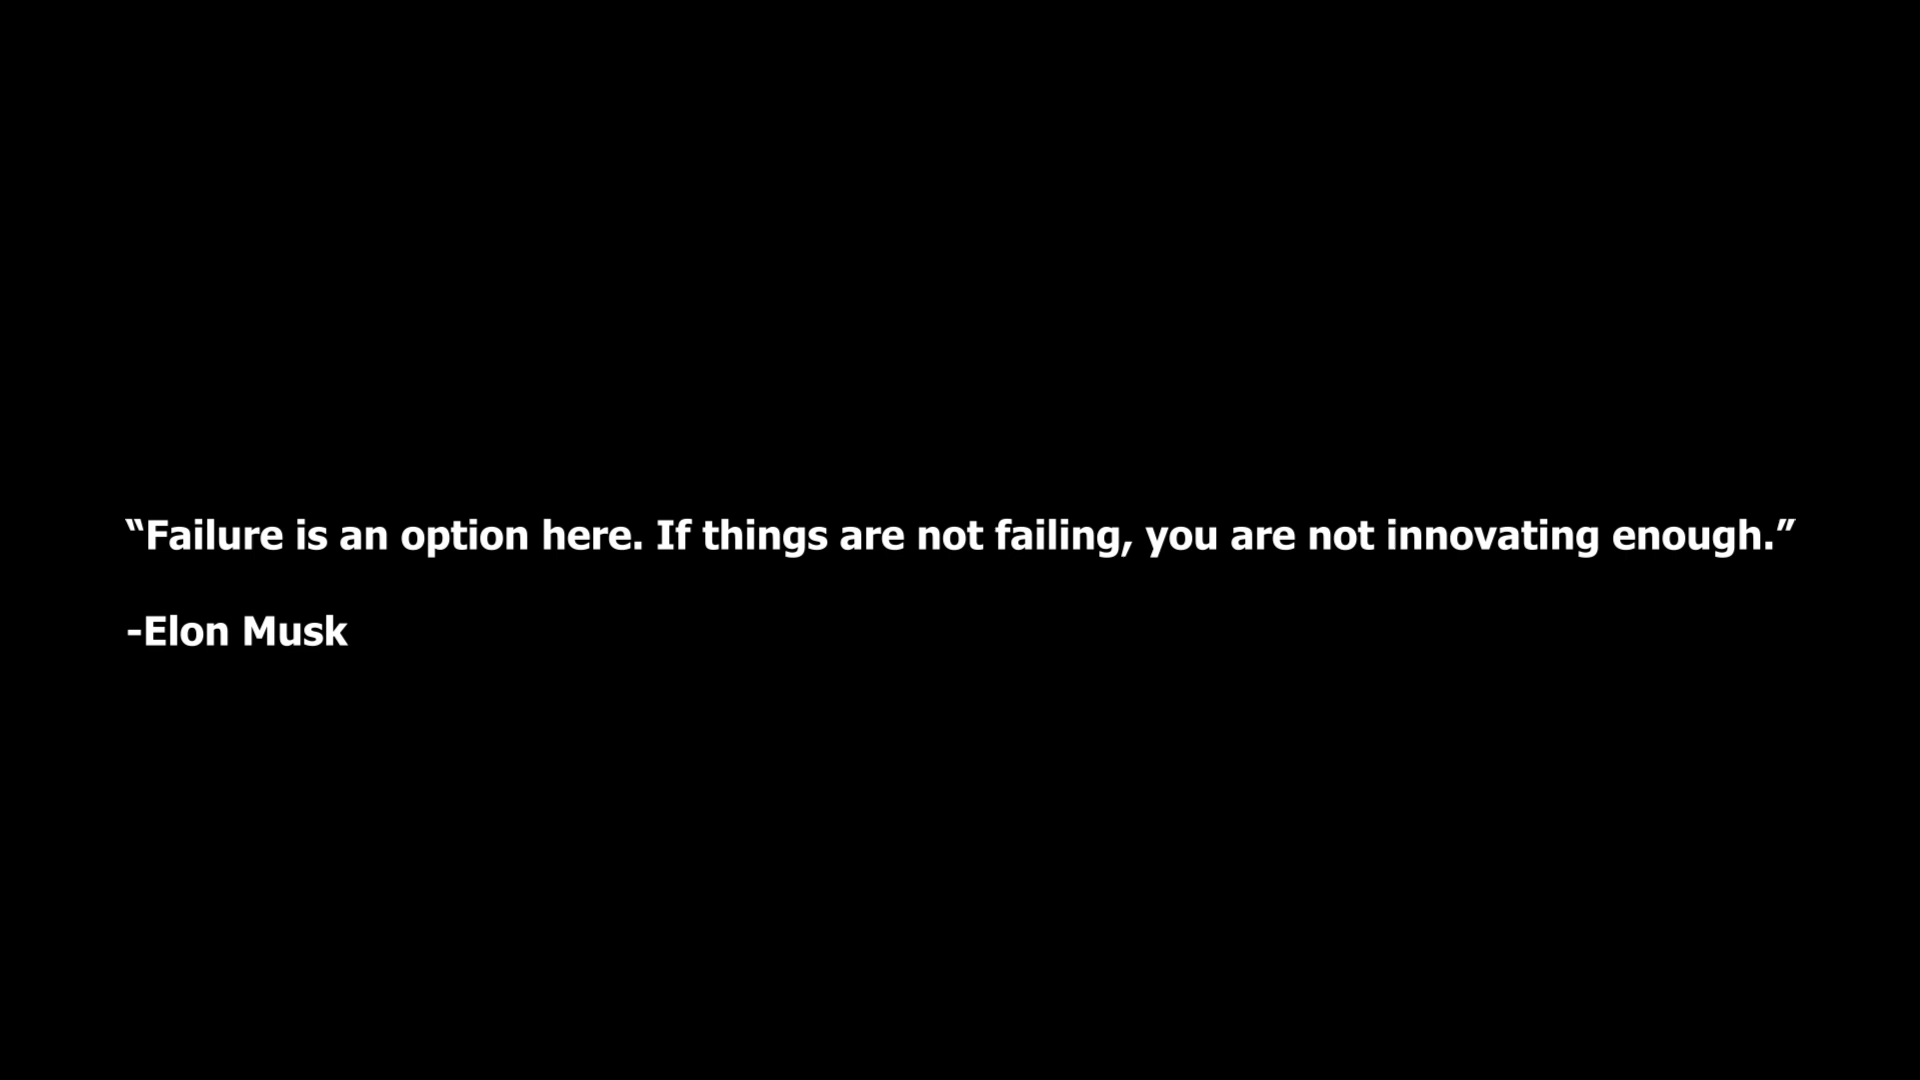 “Failure is an option here. If things are not failing, you are not innovating enough.”
-Elon Musk